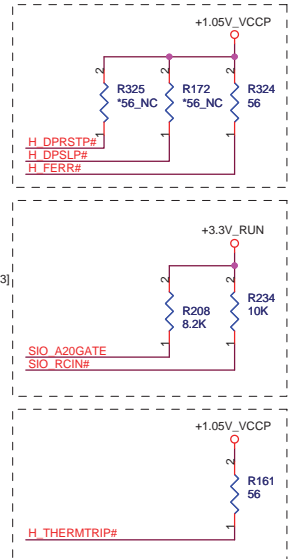 +1.05V_VCCP
2 2 2
R325 R172 R324
*56_NC *56_NC 56
1 1 1
H_DPRSTP#
H_DPSLP#
H_FERR#
+3.3V_RUN
3]
2 2
R234
10K
R208
8.2K
1 1
SIO_A20GATE
SIO_RCIN#
+1.05V_VCCP
2
R161
56
1
H_THERMTRIP#